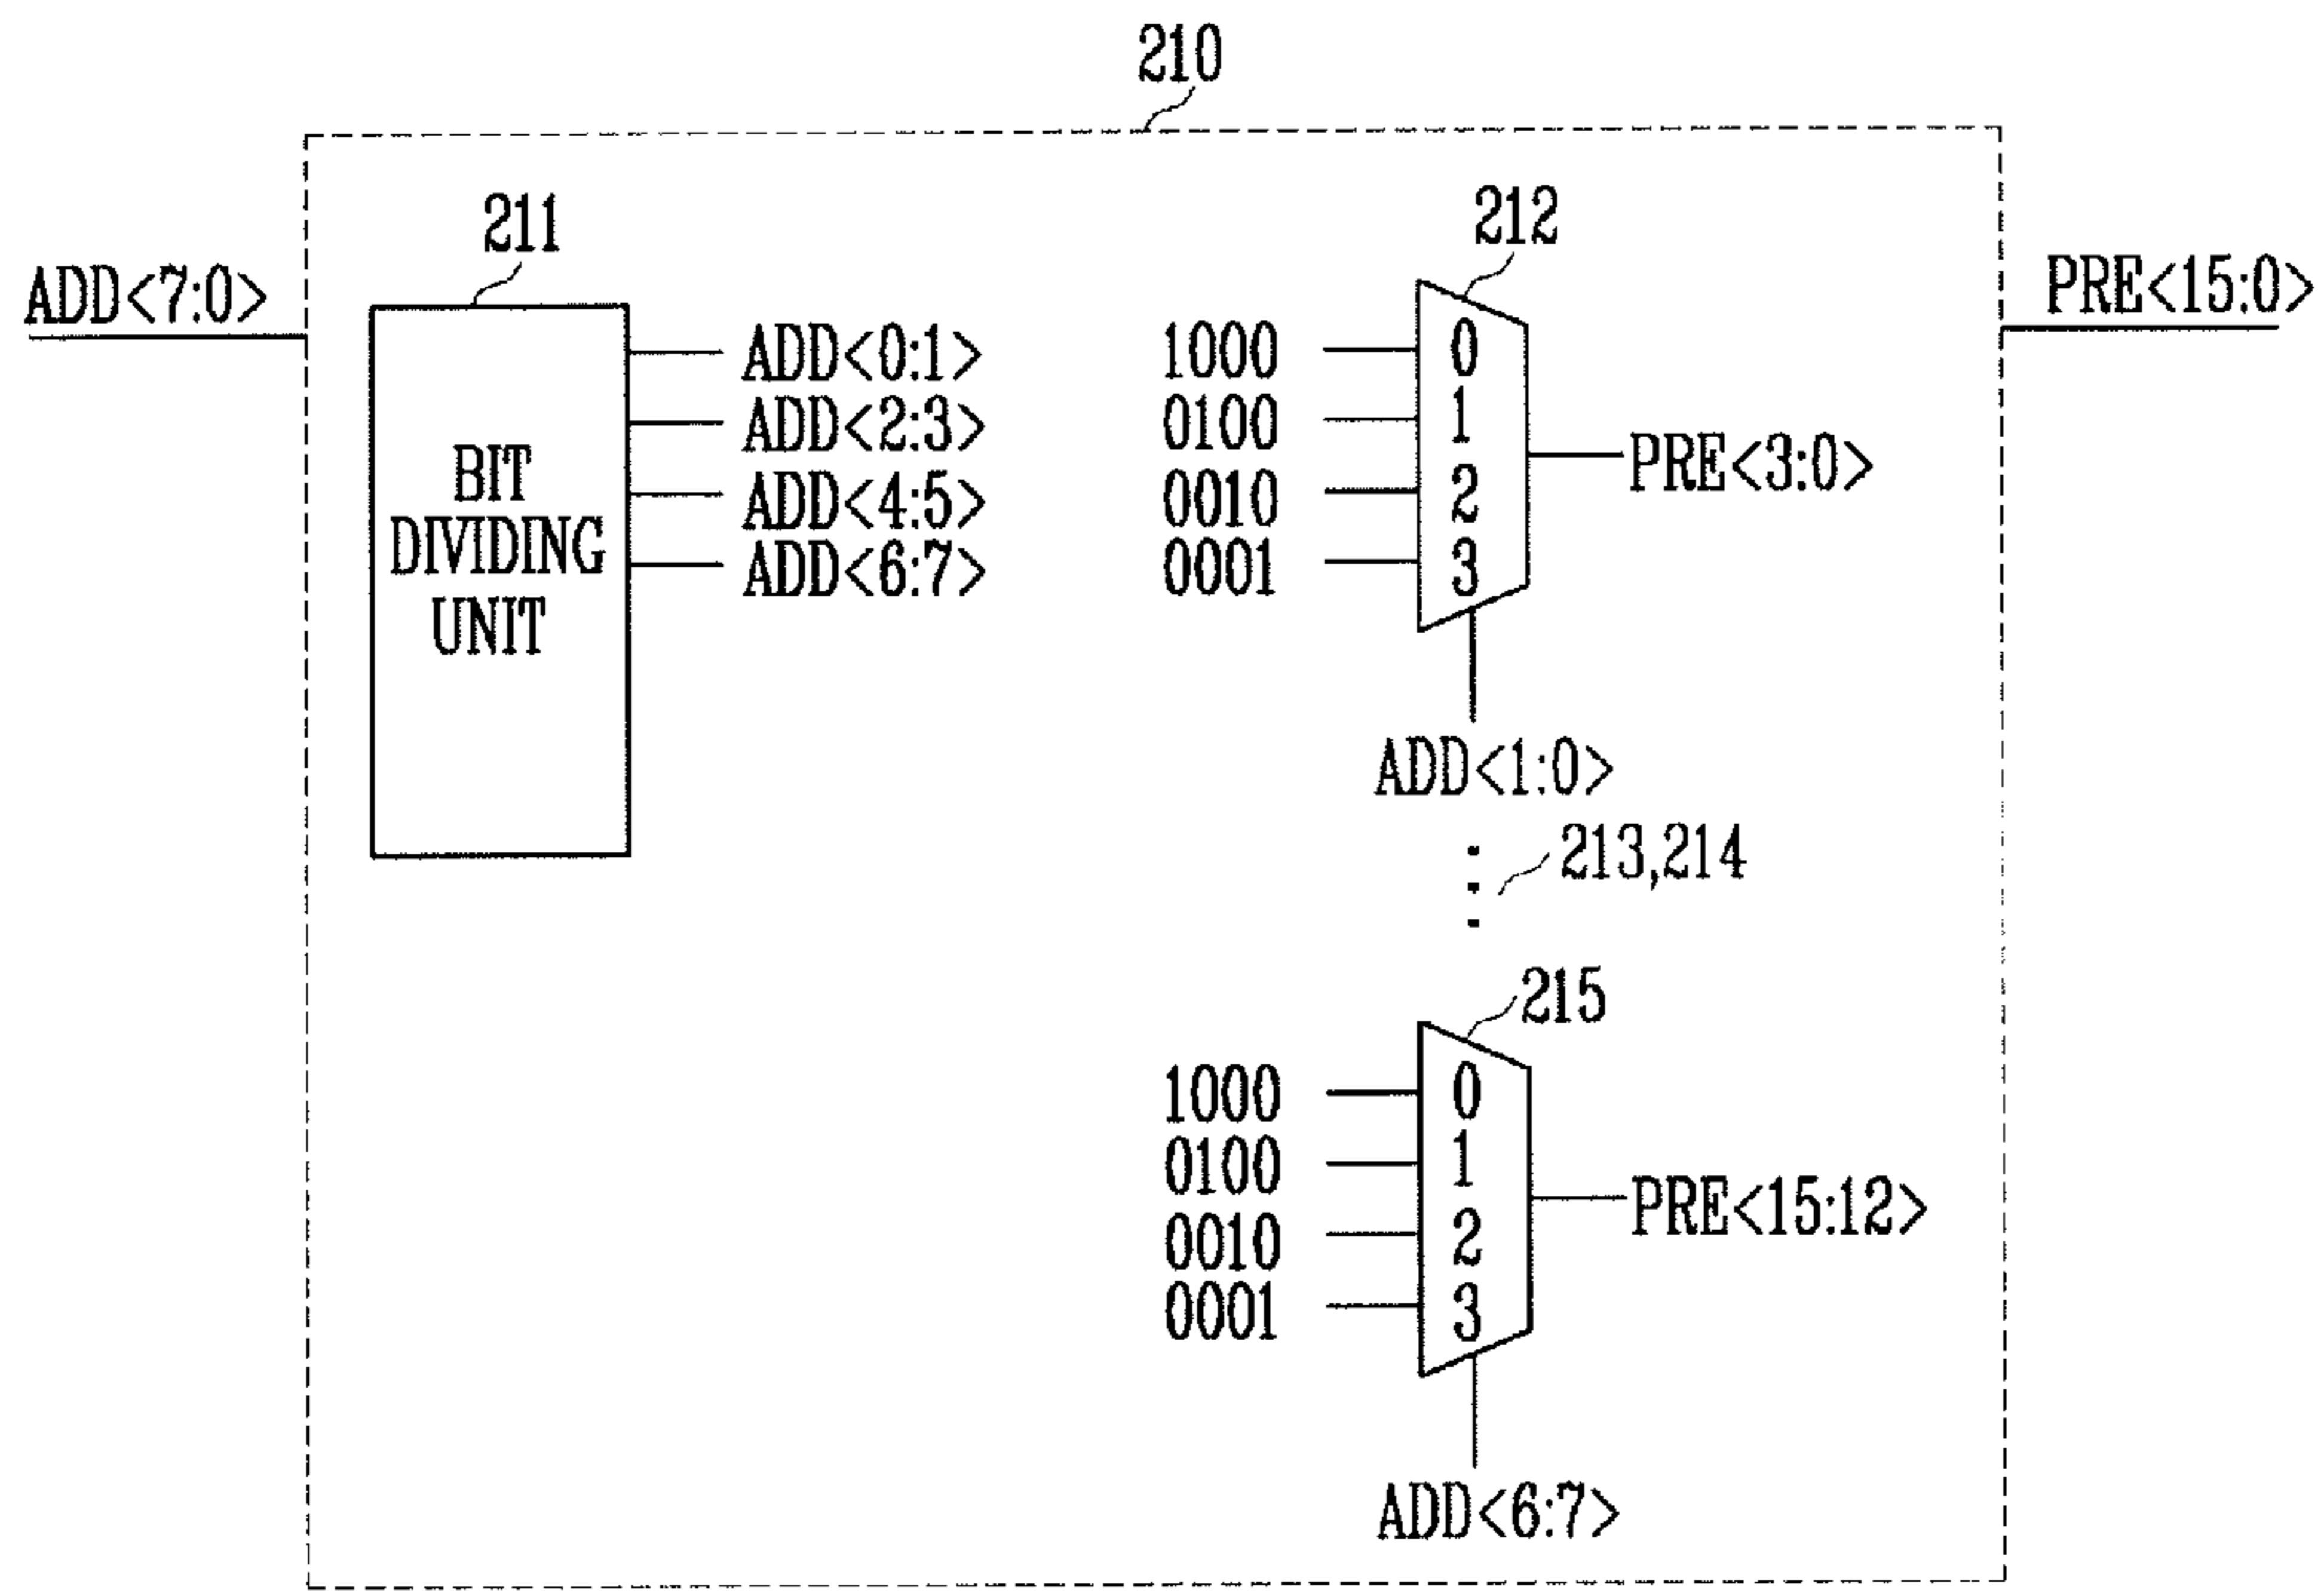 210
211
212
ADD<7:0>
PRE<15:0>
BIT
DIVIDING
UNIT
ADD<0:1>
ADD<2:3>
ADD<4:5>
ADD<6:7>
1000 0
0100 1
0010 2
0001 3
PRE<3:0>
ADD<1:0>
213,214
215
1000 0
0100 1
0010 2
0001 3
PRE<15:12>
ADD<6:7>